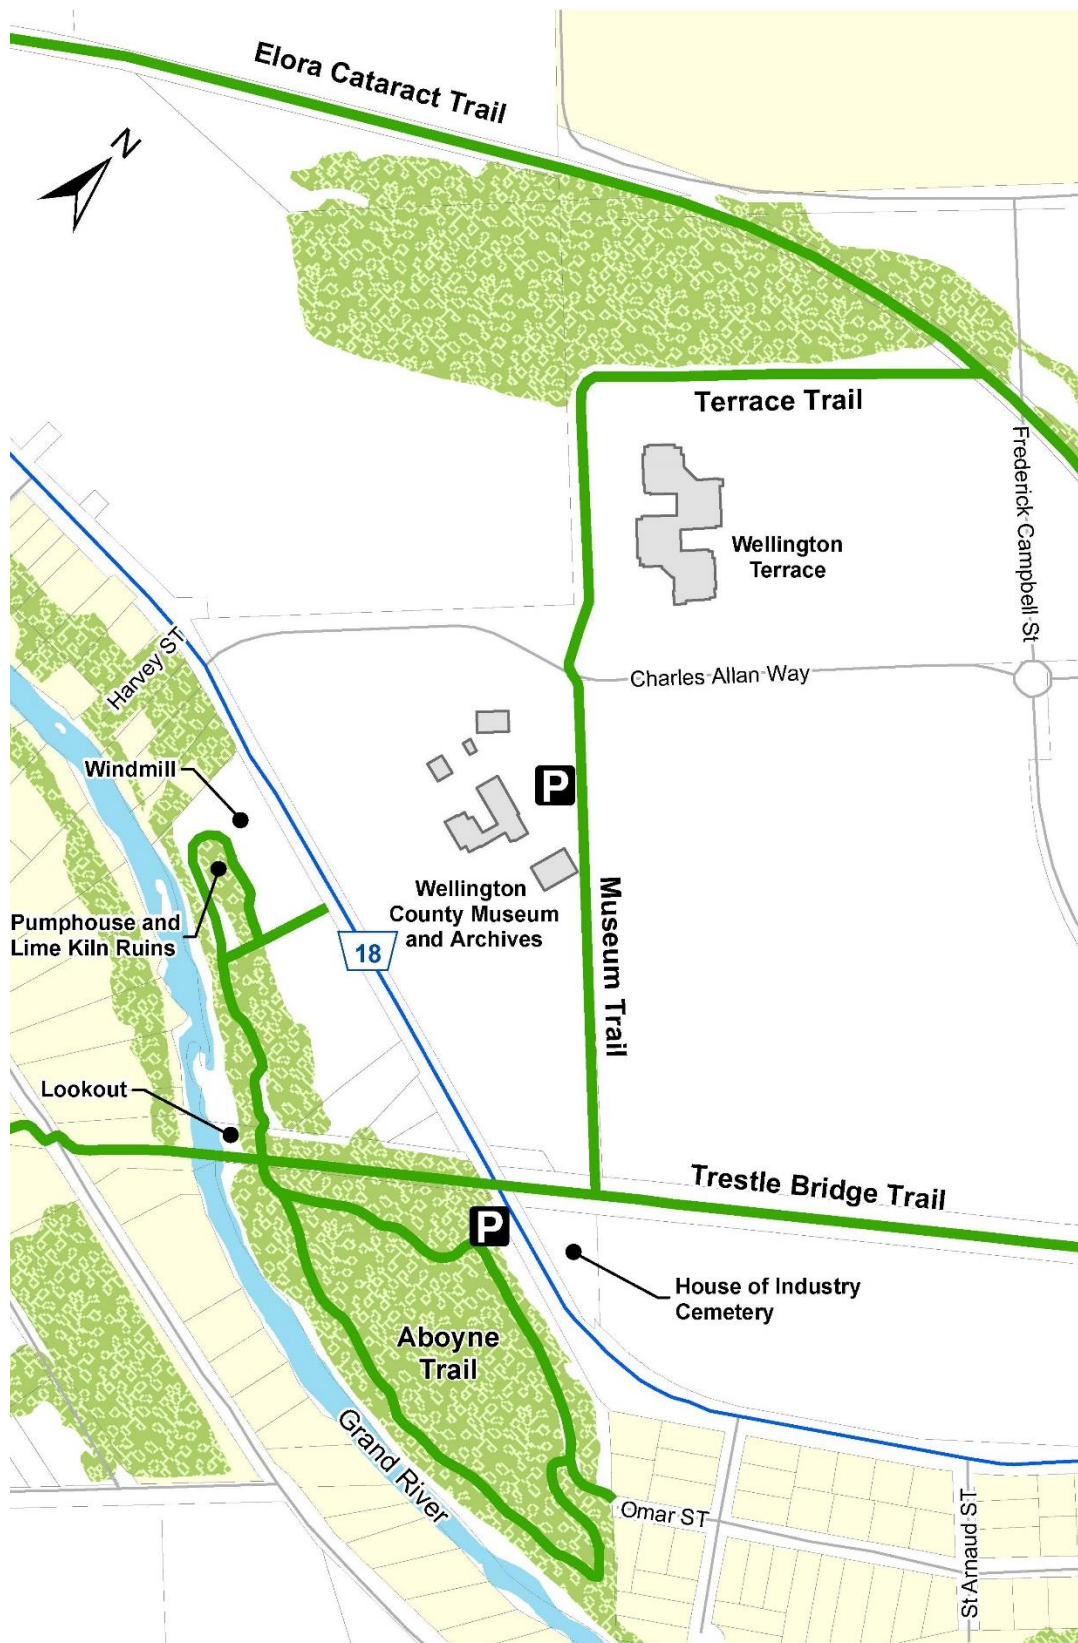 Elora Cataract Trail
N
Terrace Trail
Frederick Campbell St
Wellington
Terrace
Harvey ST
Charles Allan Way
Windmill
P
Wellington
County Museum
and Archives
Museum Trail
Pumphouse and
Lime Kiln Ruins
18
Lookout
Trestle Bridge Trail
P
House of Industry
Cemetery
Aboyne
Trail
Grand River
Omar ST
St Arnaud ST